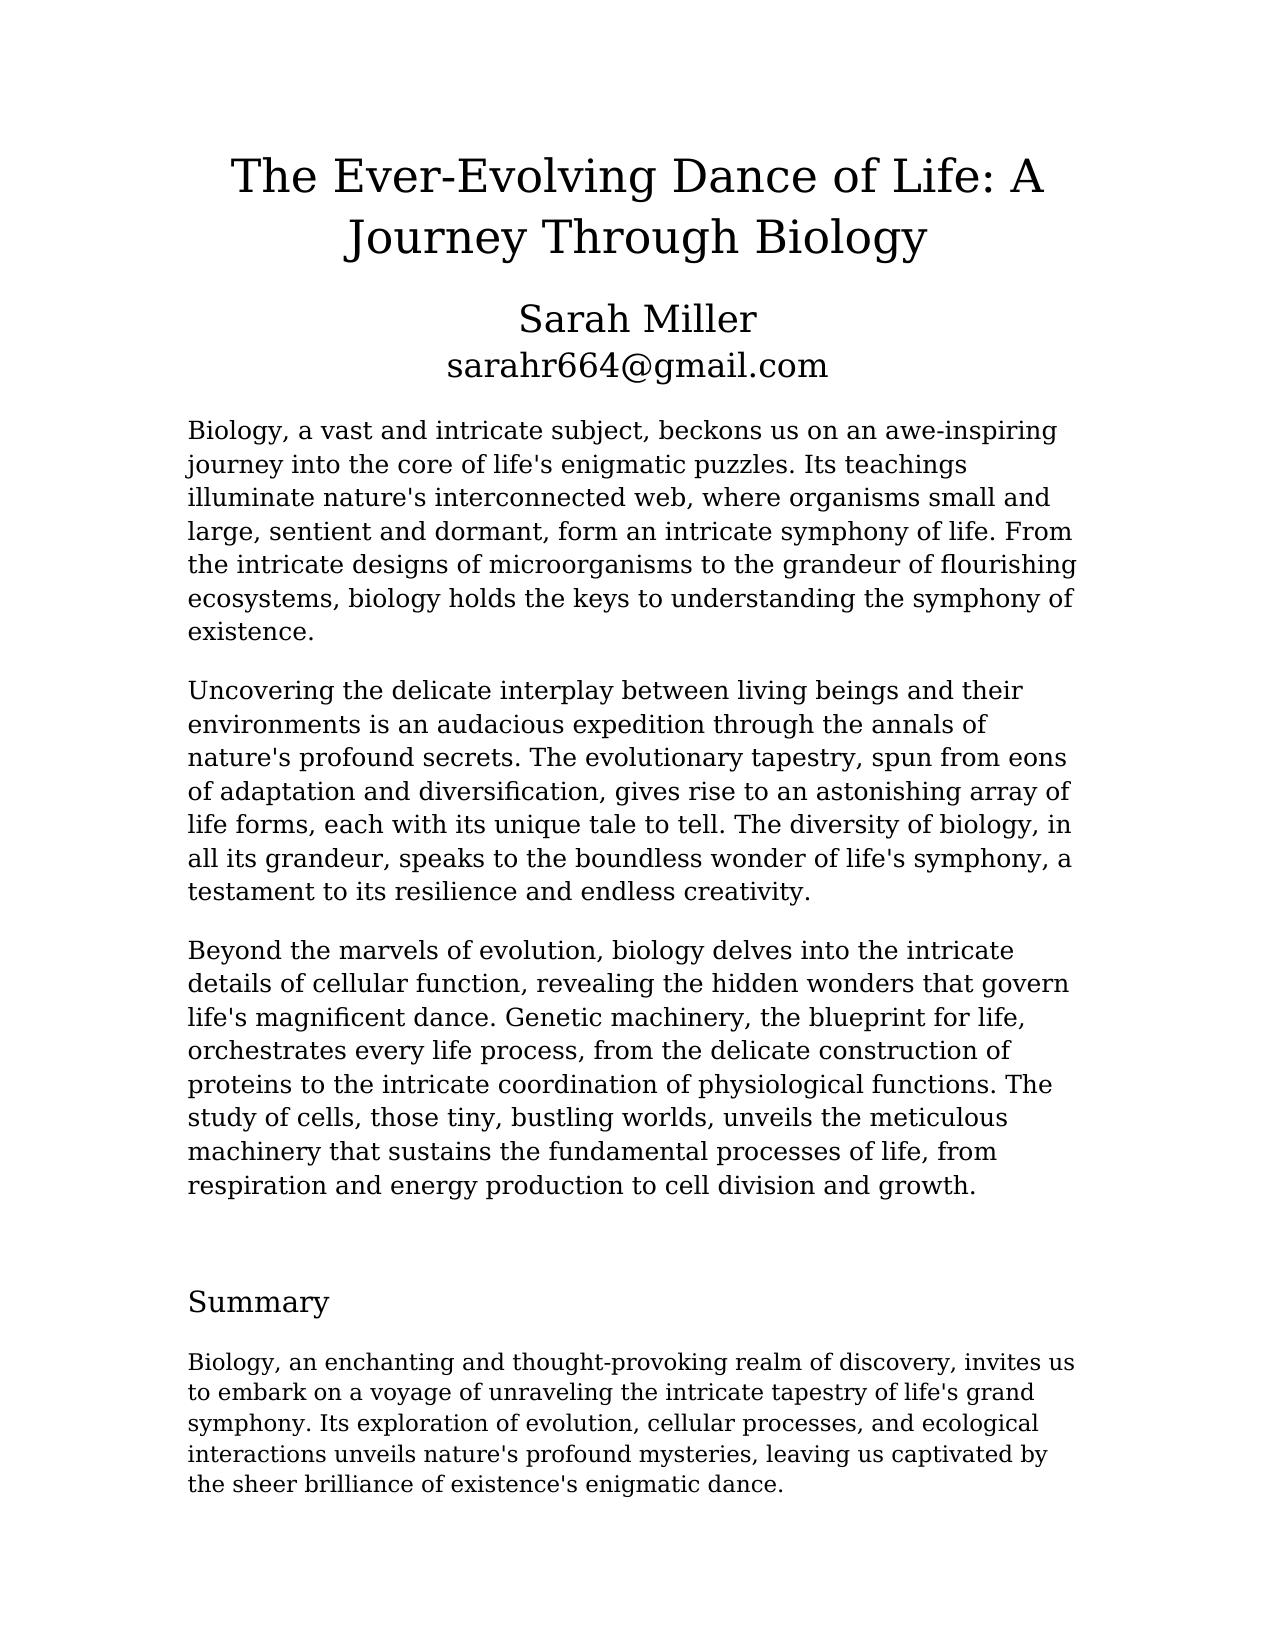 The Ever-Evolving Dance of Life: A
Journey Through Biology
Sarah Miller
sarahr664@gmail.com
Biology, a vast and intricate subject, beckons us on an awe-inspiring
journey into the core of life's enigmatic puzzles. Its teachings
illuminate nature's interconnected web, where organisms small and
large, sentient and dormant, form an intricate symphony of life. From
the intricate designs of microorganisms to the grandeur of flourishing
ecosystems, biology holds the keys to understanding the symphony of
existence.
Uncovering the delicate interplay between living beings and their
environments is an audacious expedition through the annals of
nature's profound secrets. The evolutionary tapestry, spun from eons
of adaptation and diversification, gives rise to an astonishing array of
life forms, each with its unique tale to tell. The diversity of biology, in
all its grandeur, speaks to the boundless wonder of life's symphony, a
testament to its resilience and endless creativity.
Beyond the marvels of evolution, biology delves into the intricate
details of cellular function, revealing the hidden wonders that govern
life's magnificent dance. Genetic machinery, the blueprint for life,
orchestrates every life process, from the delicate construction of
proteins to the intricate coordination of physiological functions. The
study of cells, those tiny, bustling worlds, unveils the meticulous
machinery that sustains the fundamental processes of life, from
respiration and energy production to cell division and growth.
Summary
Biology, an enchanting and thought-provoking realm of discovery, invites us
to embark on a voyage of unraveling the intricate tapestry of life's grand
symphony. Its exploration of evolution, cellular processes, and ecological
interactions unveils nature's profound mysteries, leaving us captivated by
the sheer brilliance of existence's enigmatic dance.